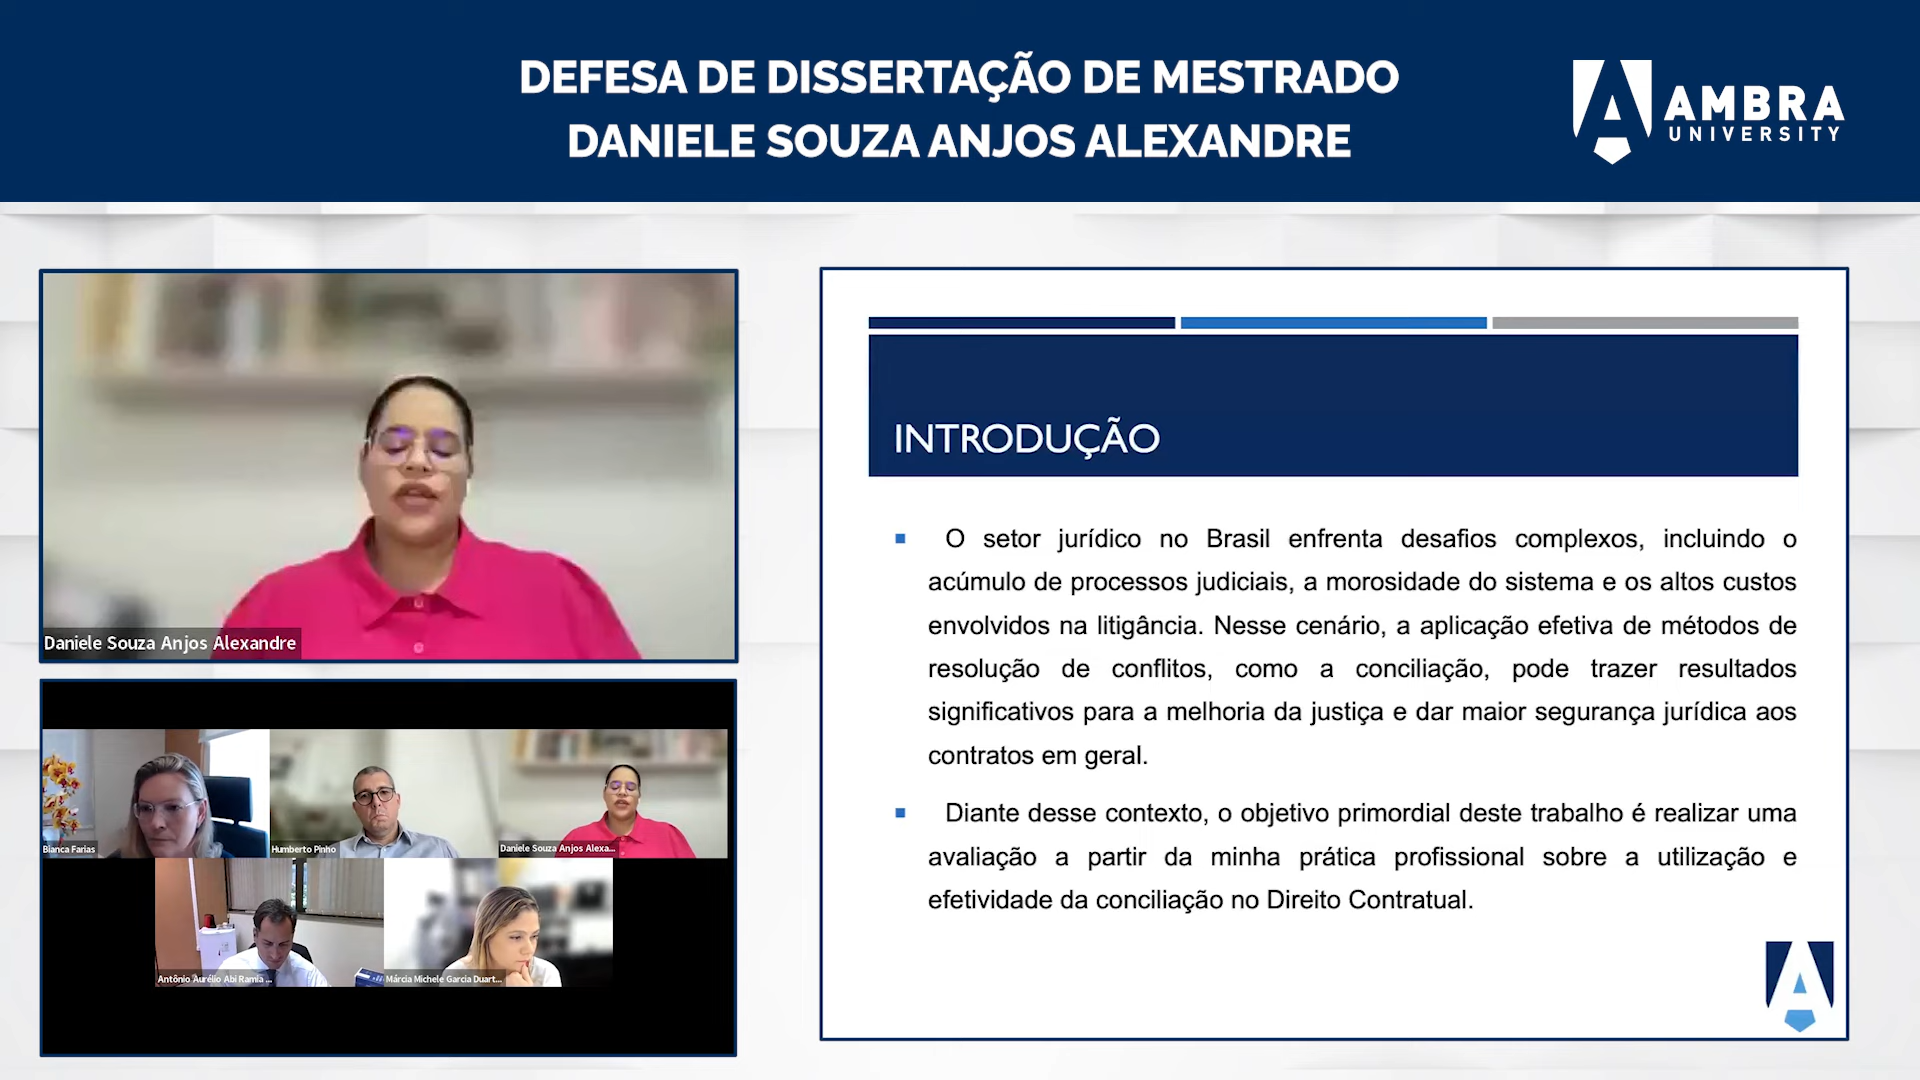 DEFESA DE DISSERTAÇÃO DE MESTRADO
DANIELE SOUZA ANJOS ALEXANDRE
AMBRA
UNIVERSITY
Daniele Souza Anjos Alexandre
Bianca Farias
Humberto Pinho
Daniele Souza Anjos Alexa...
Antônio Aurélio Abi Ramia ...
Márcia Michele Garcia Duart...
INTRODUÇÃO
▪ O setor jurídico no Brasil enfrenta desafios complexos, incluindo o
acúmulo de processos judiciais, a morosidade do sistema e os altos custos
envolvidos na litigância. Nesse cenário, a aplicação efetiva de métodos de
resolução de conflitos, como a conciliação, pode trazer resultados
significativos para a melhoria da justiça e dar maior segurança jurídica aos
contratos em geral.
▪ Diante desse contexto, o objetivo primordial deste trabalho é realizar uma
avaliação a partir da minha prática profissional sobre a utilização e
efetividade da conciliação no Direito Contratual.